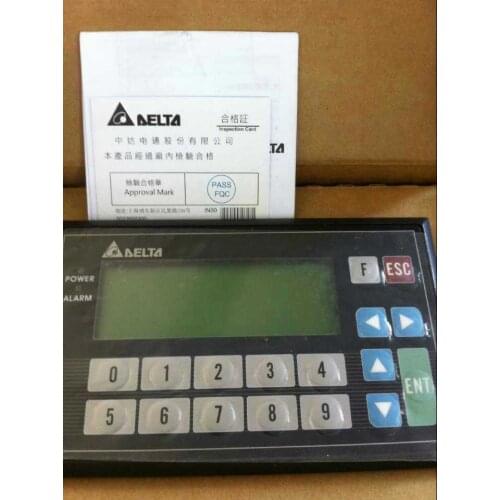 DELTA
合格証
Inspection Card
中达电通股份有限公司
本產品經過廠內檢驗合格
檢驗合格章
Approval Mark
PASS
FQC
DELTA
POWER
ALARM
F
ESC
0 1 2 3 4
5 6 7 8 9
ENT